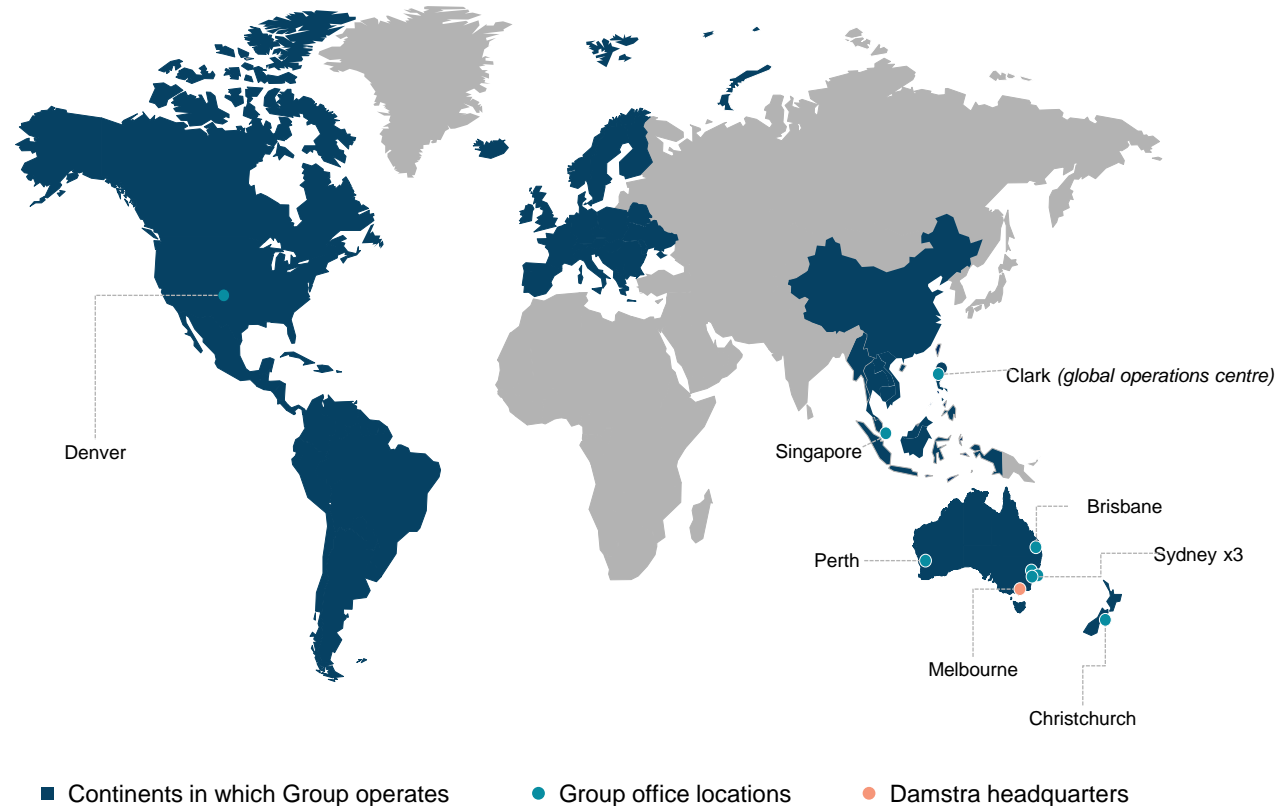 Clark (global operations centre)
Denver
Singapore
Brisbane
Sydney x3
Perth
Melbourne
Christchurch
Continents in which Group operates
Group office locations
Damstra headquarters